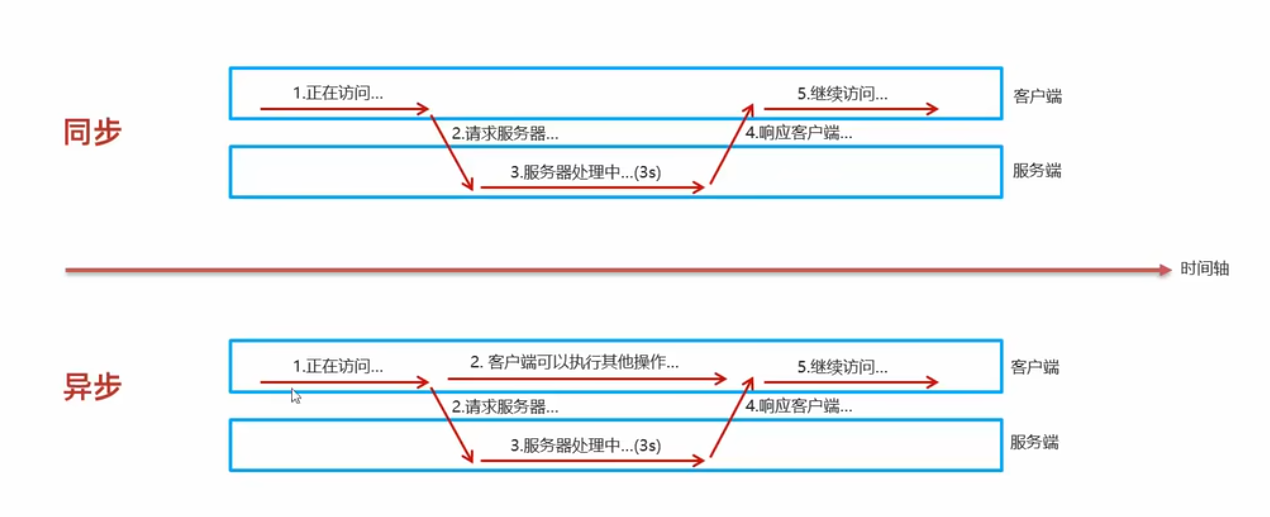 1.正在访问...
5.继续访问...
客户端
同步
2.请求服务器...
4.响应客户端...
3.服务器处理中...(3s)
服务端
时间轴
1.正在访问...
2. 客户端可以执行其他操作...
5.继续访问...
客户端
异步
2.请求服务器...
4.响应客户端...
3.服务器处理中...(3s)
服务端